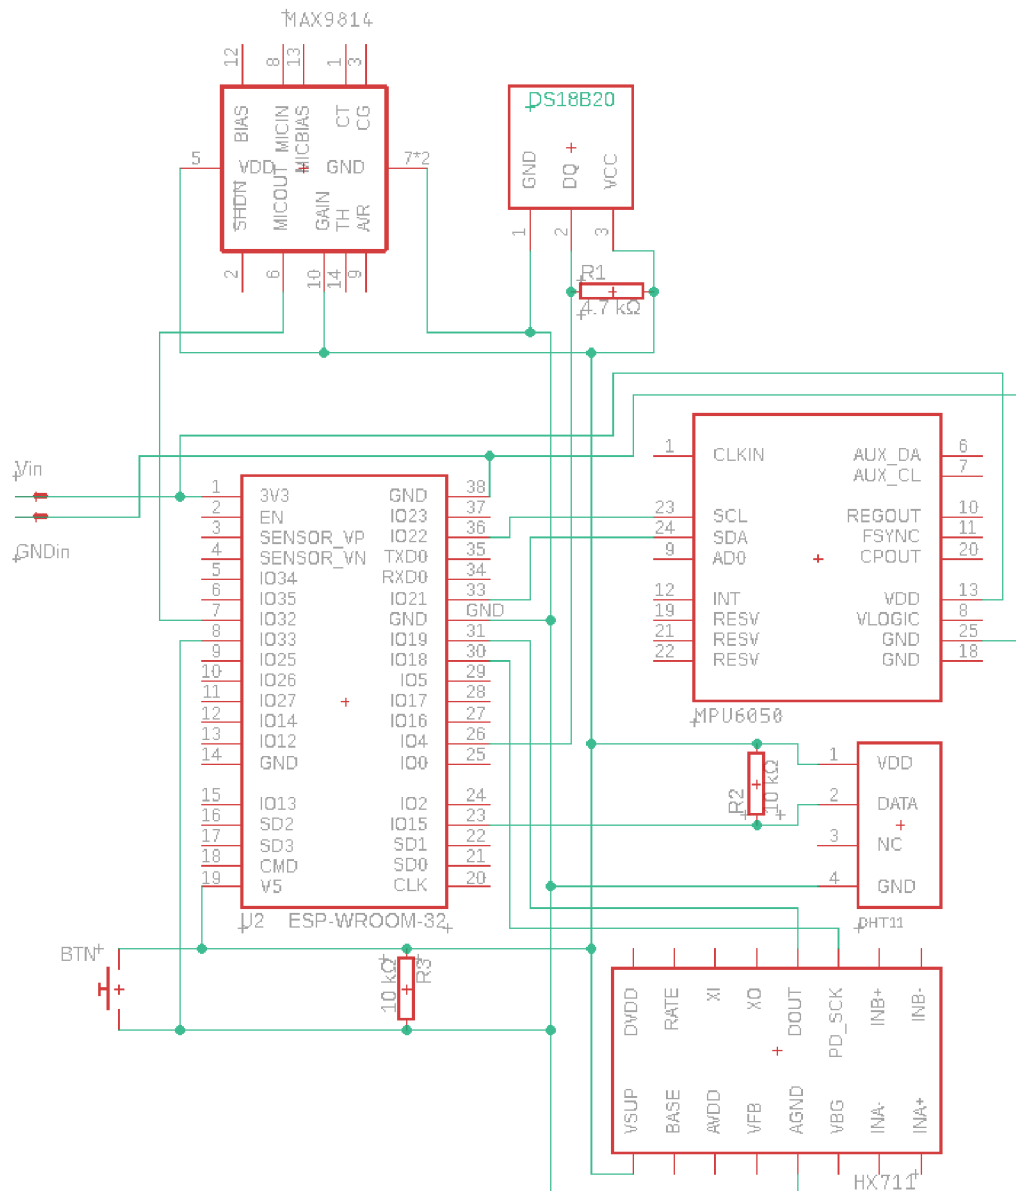 MAX9814
12
8
13
1
3
BIAS
MICIN
MICBIAS
CT
CG
5
VDD
GND
7*2
SHDN
MICOUT
GAIN
TH
A/R
2
6
10
14
9
DS18B20
GND
DQ
VCC
1
2
3
R1
4.7 kΩ
Vin
GNDin
1 3V3
2 EN
3 SENSOR_VP
4 SENSOR_VN
5 IO34
6 IO35
7 IO32
8 IO33
9 IO25
10 IO26
11 IO27
12 IO14
13 IO12
14 GND
15 IO13
16 SD2
17 SD3
18 CMD
19 V5
GND 38
IO23 37
IO22 36
TXD0 35
RXD0 34
IO21 33
GND GND
IO19 31
IO18 30
IO5 29
IO17 28
IO16 27
IO4 26
IO0 25
IO2 24
IO15 23
SD1 22
SD0 21
CLK 20
U2 ESP-WROOM-32
1 CLKIN
23 SCL
24 SDA
9 AD0
12 INT
19 RESV
21 RESV
22 RESV
AUX_DA 6
AUX_CL 7
REGOUT 10
FSYNC 11
CPOUT 20
VDD 13
VLOGIC 8
GND 25
GND 18
MPU6050
R2
10 kΩ
1 VDD
2 DATA
3 NC
4 GND
DHT11
BTN
10 kΩ
R3
DVDD
RATE
XI
XO
DOUT
PD_SCK
INB+
INB-
VSUP
BASE
AVDD
VFB
AGND
VBG
INA-
INA+
HX711